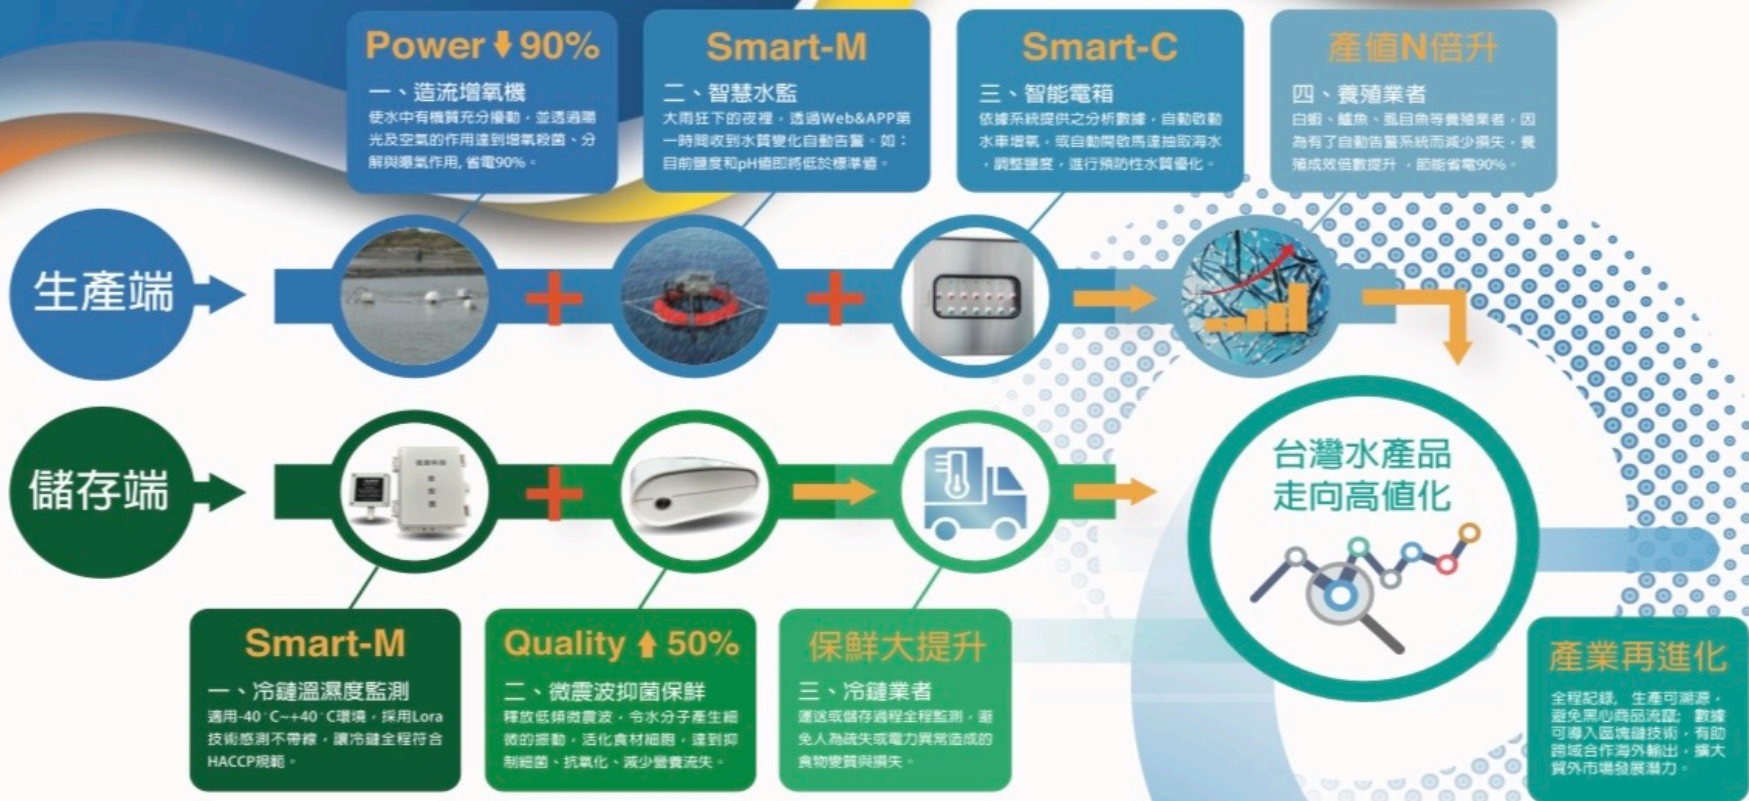 Power⬇90%
一、造流增氧機
使水中有機質充分擾動，並透過陽
光及空氣的作用達到增氧殺菌、分
解與曝氣作用, 省電90%。
Smart-M
二、智慧水監
大雨狂下的夜裡，透過Web&APP第
一時間收到水質變化自動告警。如：
目前鹽度和pH值即將低於標準值。
Smart-C
三、智能電箱
依據系統提供之分析數據，自動啟動
水車增氧，或自動開啟馬達抽取海水
，調整鹽度，進行預防性水質優化。
產值N倍升
四、養殖業者
白蝦、鱸魚、虱目魚等養殖業者，因
為有了自動告警系統而減少損失，養
殖成效倍數提升，節能省電90%。
生產端
儲存端
台灣水產品
走向高值化
Smart-M
一、冷鏈溫濕度監測
適用-40°C~+40°C環境，採用Lora
技術感測不帶線，讓冷鏈全程符合
HACCP規範。
Quality⬆50%
二、微震波抑菌保鮮
釋放低頻微震波，令水分子產生細
微的振動，活化食材細胞，達到抑
制細菌、抗氧化、減少營養流失。
保鮮大提升
三、冷鏈業者
運送或儲存過程全程監測，避
免人為疏失或電力異常造成的
食物變質與損失。
產業再進化
全程記錄，生產可溯源，
避免黑心商品流竄；數據
可導入區塊鏈技術，有助
跨域合作海外輸出，擴大
貿外市場發展潛力。